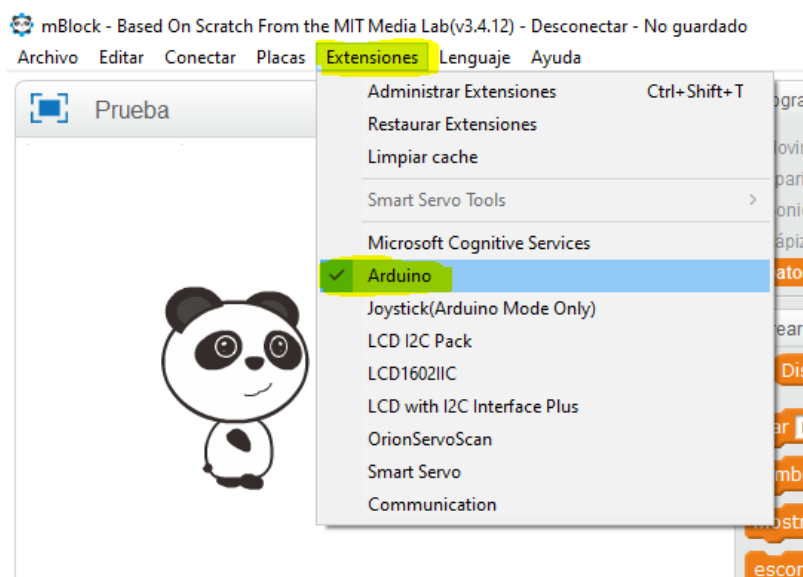 mBlock - Based On Scratch From the MIT Media Lab(v3.4.12) - Desconectar - No guardado
Archivo Editar Conectar Placas Extensiones Lenguaje Ayuda
Administrar Extensiones Ctrl+Shift+T
Restaurar Extensiones
Limpiar cache
Smart Servo Tools
Microsoft Cognitive Services
Arduino
Joystick(Arduino Mode Only)
LCD I2C Pack
LCD1602IIC
LCD with I2C Interface Plus
OrionServoScan
Smart Servo
Communication
Prueba